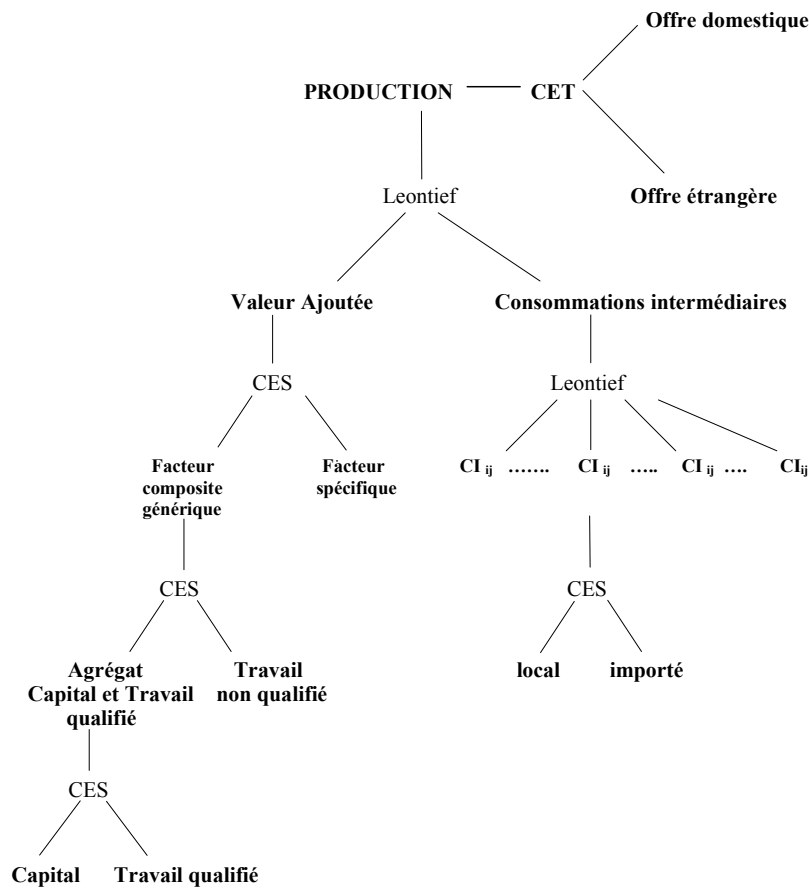 Offre domestique
PRODUCTION CET
Offre étrangère
Leontief
Valeur Ajoutée Consommations intermédiaires
CES Leontief
Facteur
composite
générique
Facteur
spécifique
CI ij ……. CI ij ….. CI ij …. CI ij
CES CES
Agrégat
Capital et Travail
qualifié
Travail
non qualifié
local importé
CES
Capital Travail qualifié